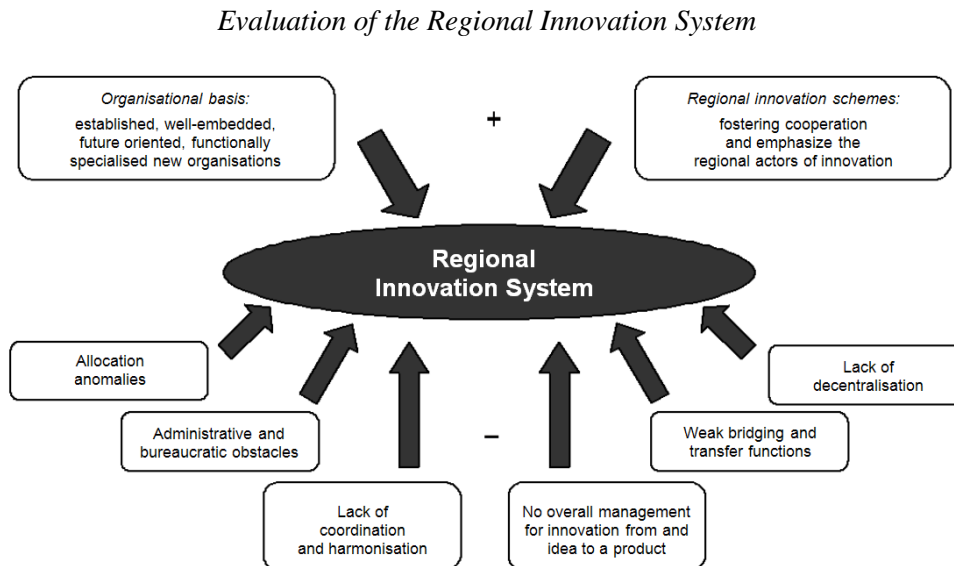 Evaluation of the Regional Innovation System
Organisational basis:
established, well-embedded,
future oriented, functionally
specialised new organisations
+
Regional innovation schemes:
fostering cooperation
and emphasize the
regional actors of innovation
Regional
Innovation System
Allocation
anomalies
Administrative and
bureaucratic obstacles
Lack of
coordination
and harmonisation
–
No overall management
for innovation from and
idea to a product
Weak bridging and
transfer functions
Lack of
decentralisation